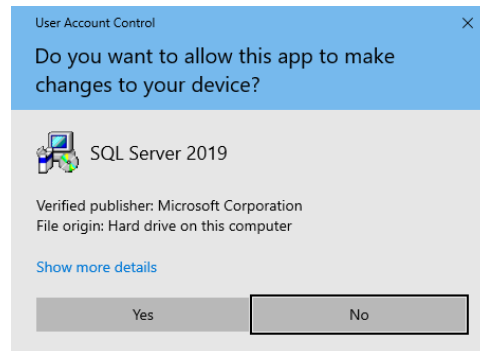 User Account Control
Do you want to allow this app to make
changes to your device?
SQL Server 2019
Verified publisher: Microsoft Corporation
File origin: Hard drive on this computer
Show more details
Yes
No